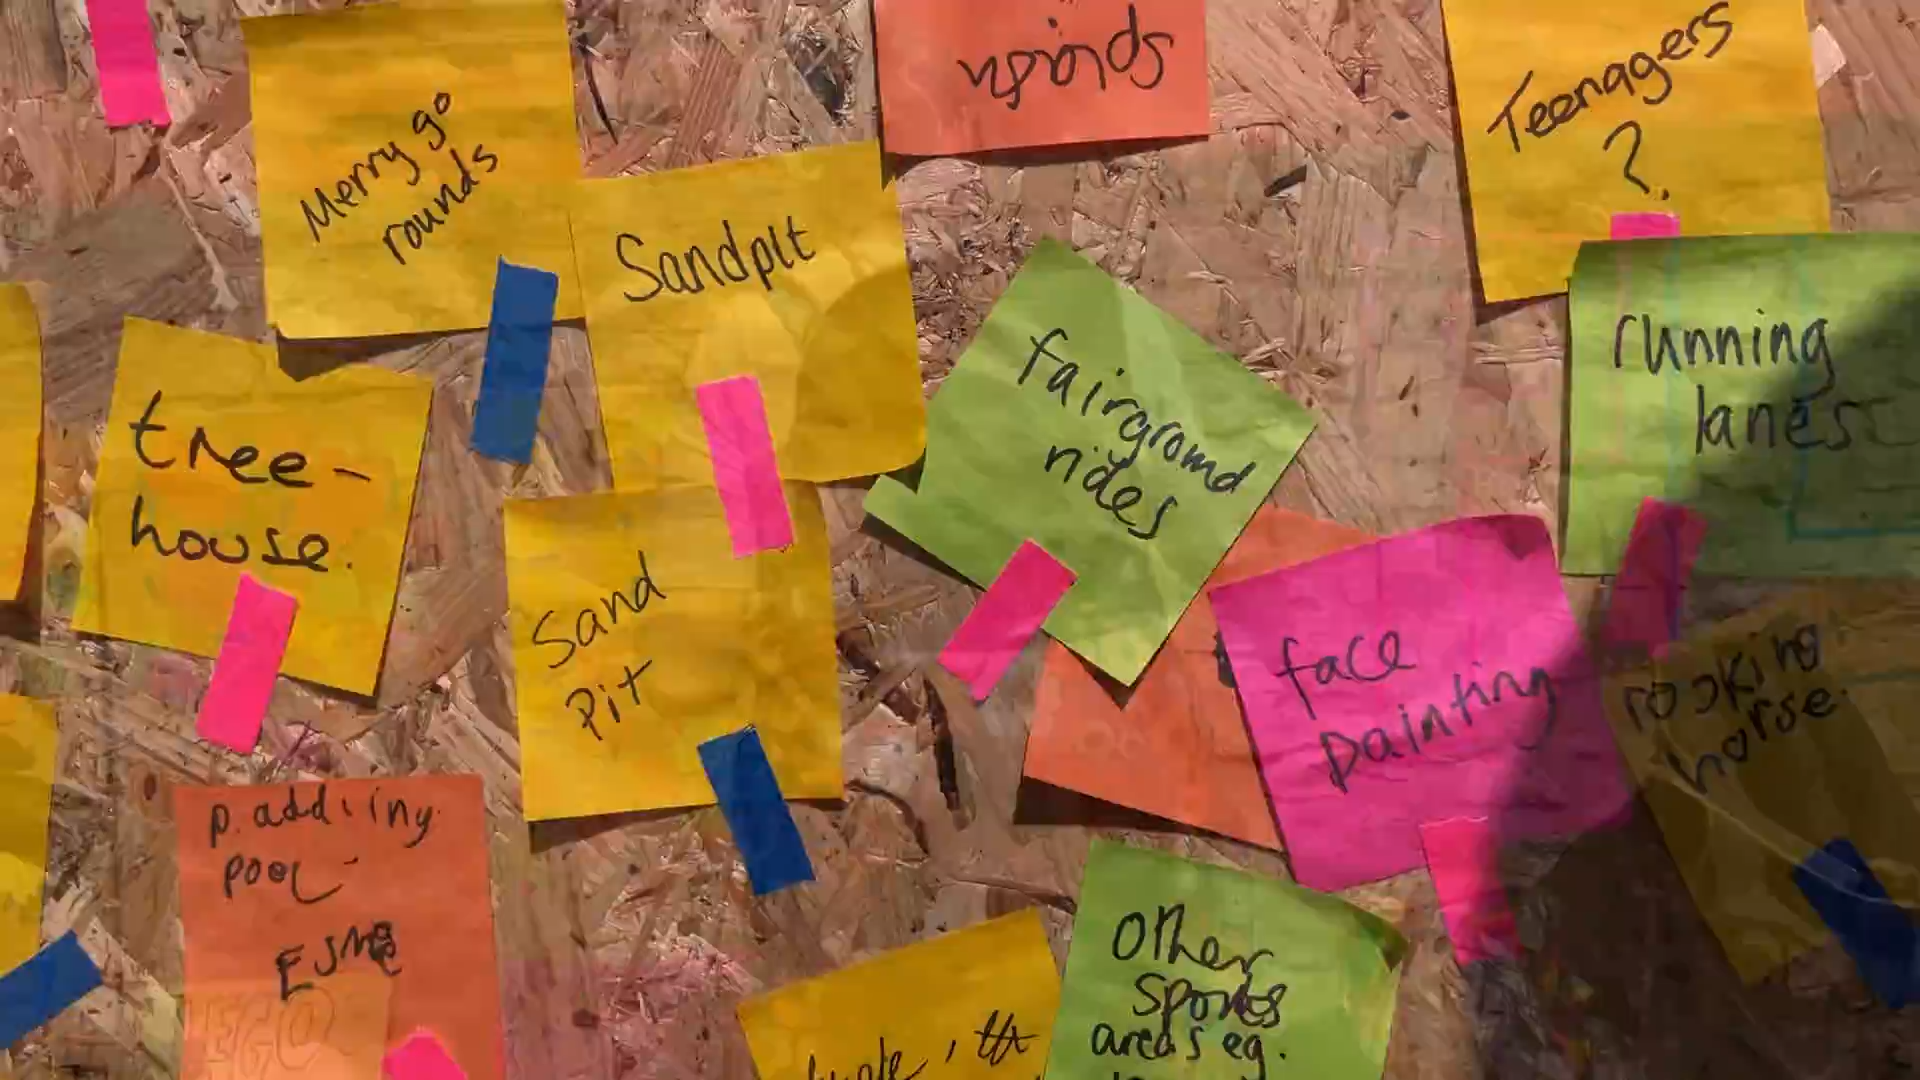 Merry go
rounds
Teenagers
?
Sandpit
running
lanes
fairground
rides
tree-
house.
Sand
Pit
face
painting
rocking
horse.
paddling
pool
ESME
Other
Sports
areas eg.